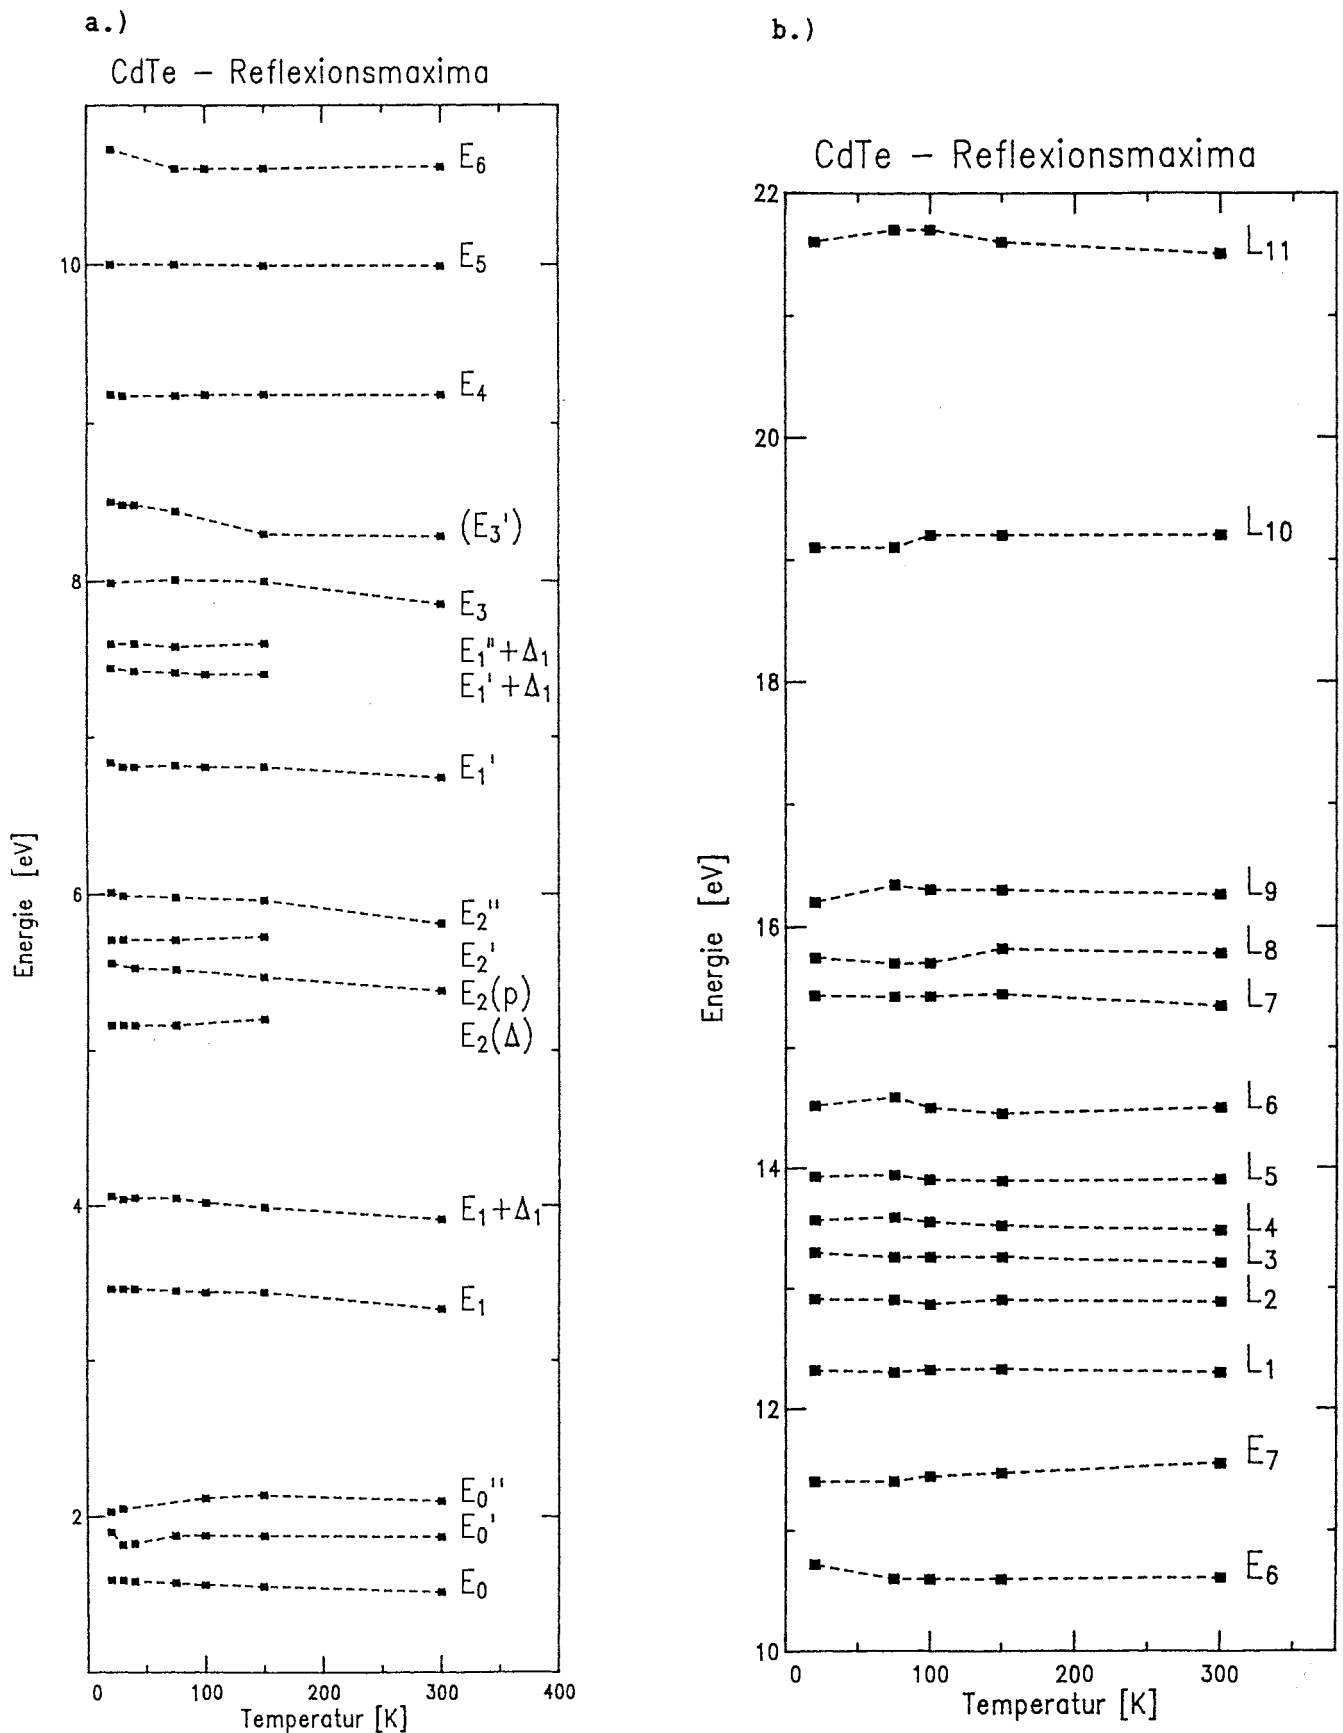 a.)
CdTe – Reflexionsmaxima
E6
10
E5
E4
(E3')
8
E3
E1"+Δ1
E1'+Δ1
E1'
Energie [eV]
6
E2"
E2'
E2(p)
E2(Δ)
4
E1+Δ1
E1
E0"
2
E0'
E0
0 100 200 300 400
Temperatur [K]
b.)
CdTe – Reflexionsmaxima
22
L11
20
L10
18
Energie [eV]
L9
16
L8
L7
L6
14
L5
L4
L3
L2
L1
12
E7
E6
10
0 100 200 300
Temperatur [K]